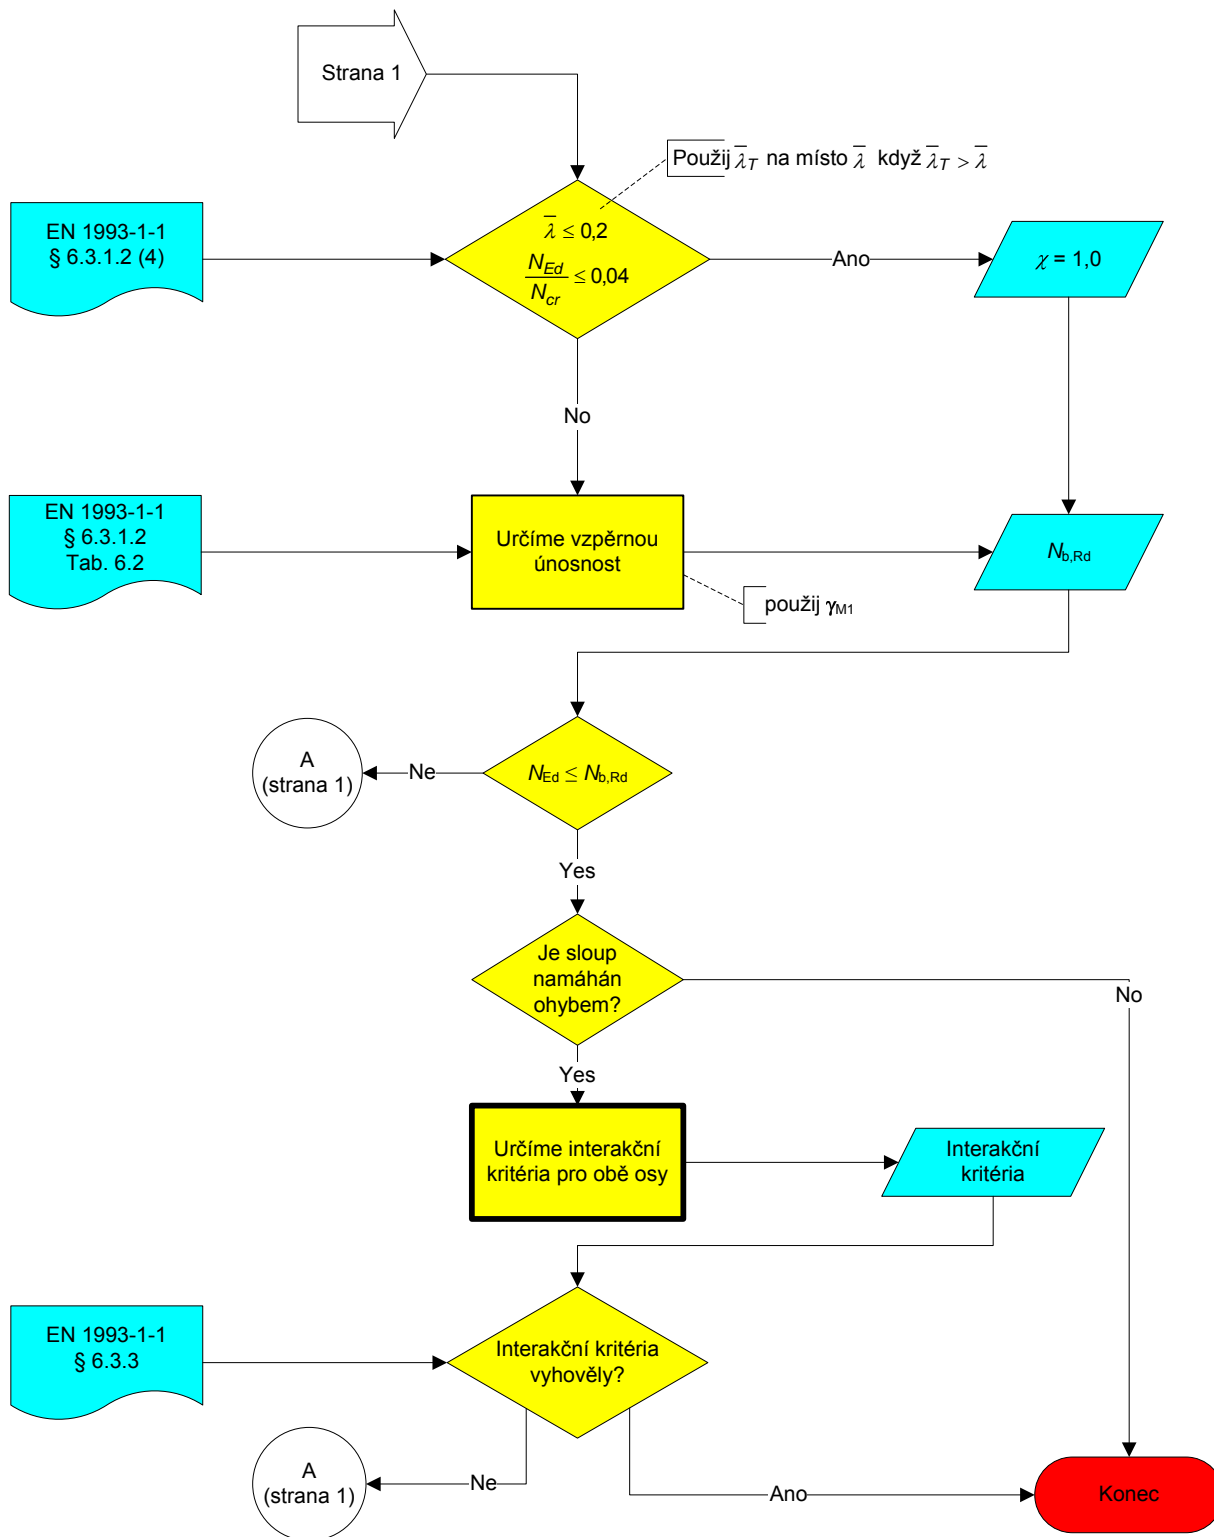 Strana 1
Použij λ̄T na místo λ̄ když λ̄T > λ̄
EN 1993-1-1
§ 6.3.1.2 (4)
λ̄ ≤ 0,2
NEd
Ncr
≤ 0,04
Ano
χ = 1,0
No
EN 1993-1-1
§ 6.3.1.2
Tab. 6.2
Určíme vzpěrnou
únosnost
Nb,Rd
použij γM1
A
(strana 1)
Ne
NEd ≤ Nb,Rd
Yes
Je sloup
namáhán
ohybem?
No
Yes
Určíme interakční
kritéria pro obě osy
Interakční
kritéria
EN 1993-1-1
§ 6.3.3
Interakční kritéria
vyhověly?
A
(strana 1)
Ne
Ano
Konec